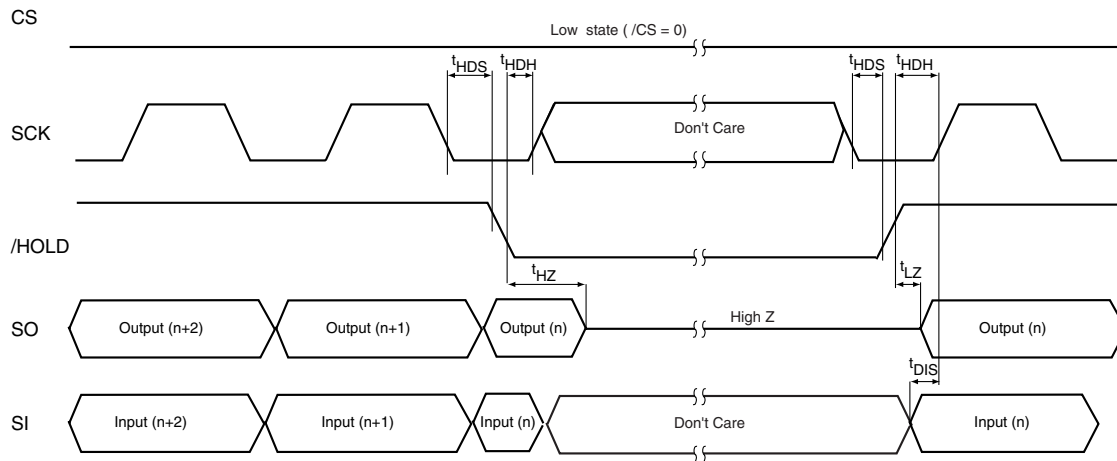 CS
Low state ( /CS = 0)
tHDS tHDH tHDS tHDH
SCK
Don't Care
/HOLD
tHZ tLZ
SO
Output (n+2) Output (n+1) Output (n) High Z Output (n)
tDIS
SI
Input (n+2) Input (n+1) Input (n) Don't Care Input (n)